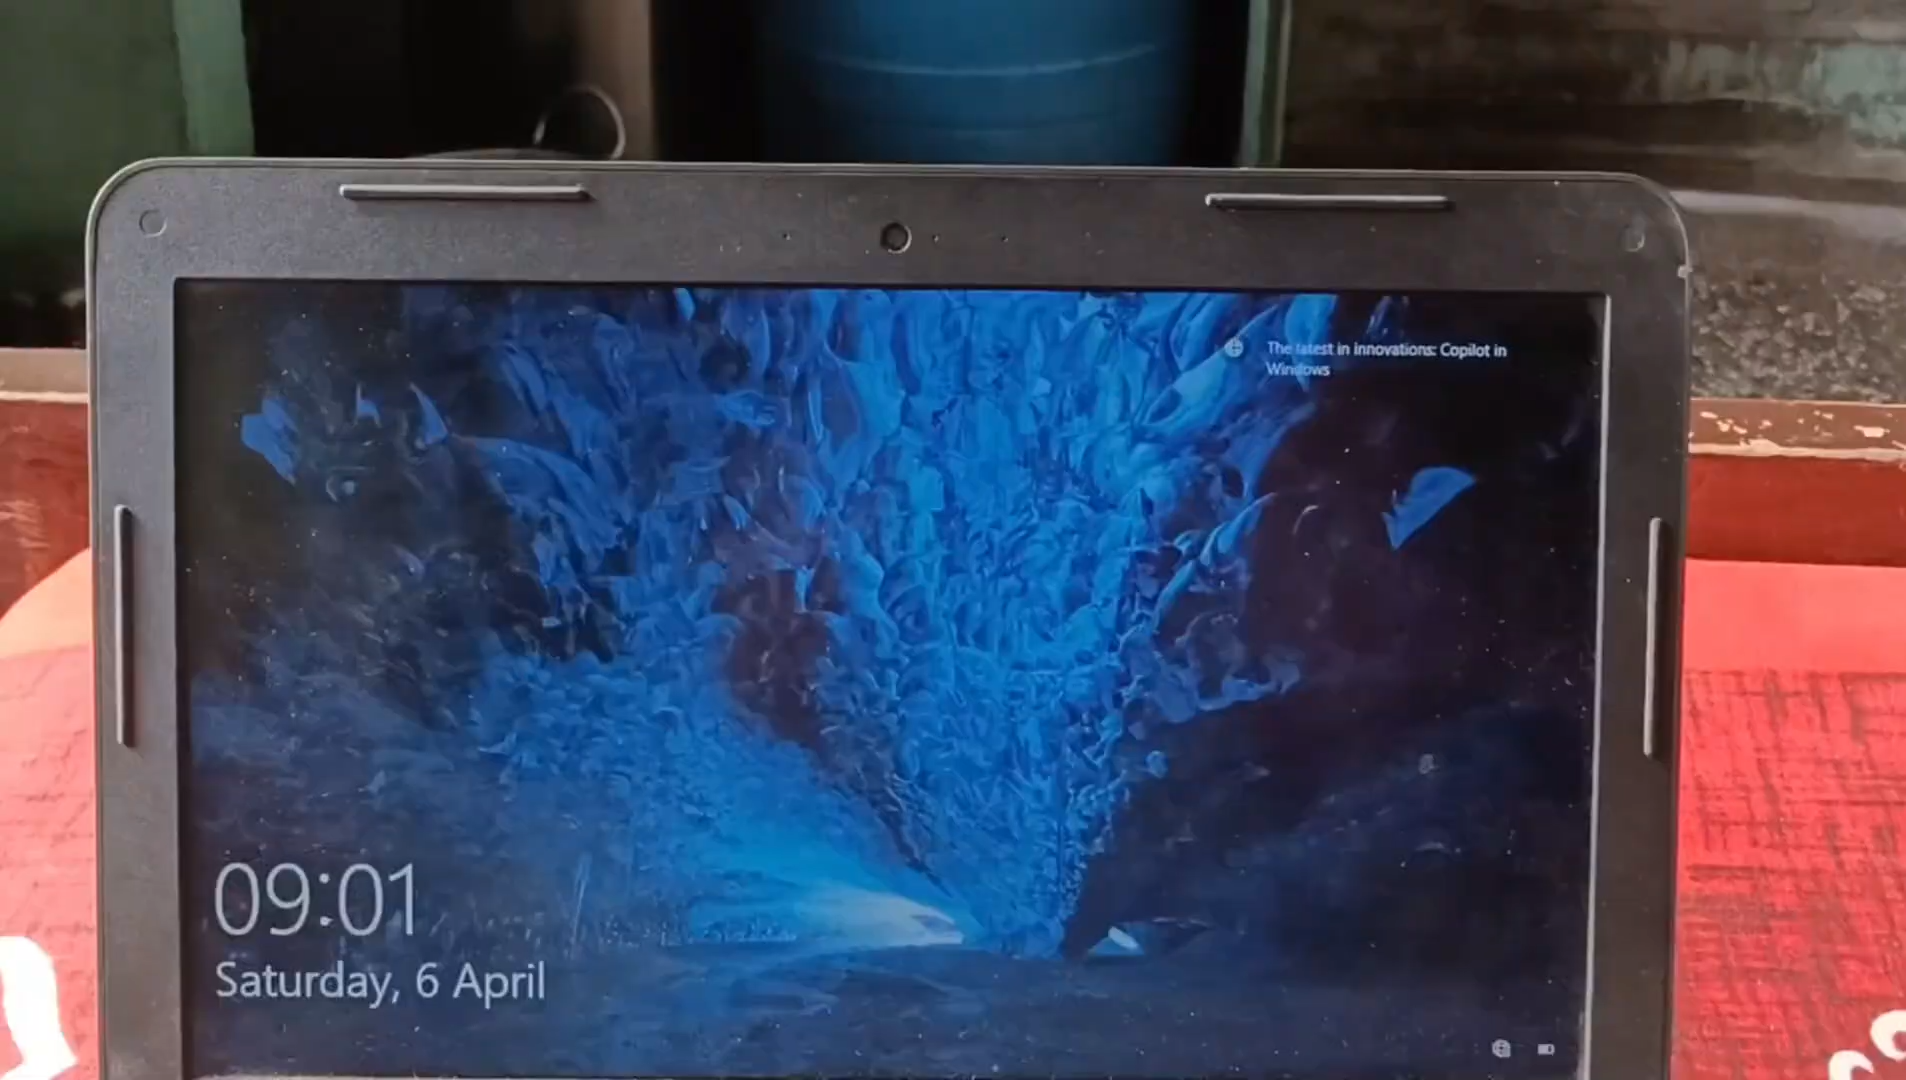 The latest in innovations: Copilot in
Windows
09:01
Saturday, 6 April